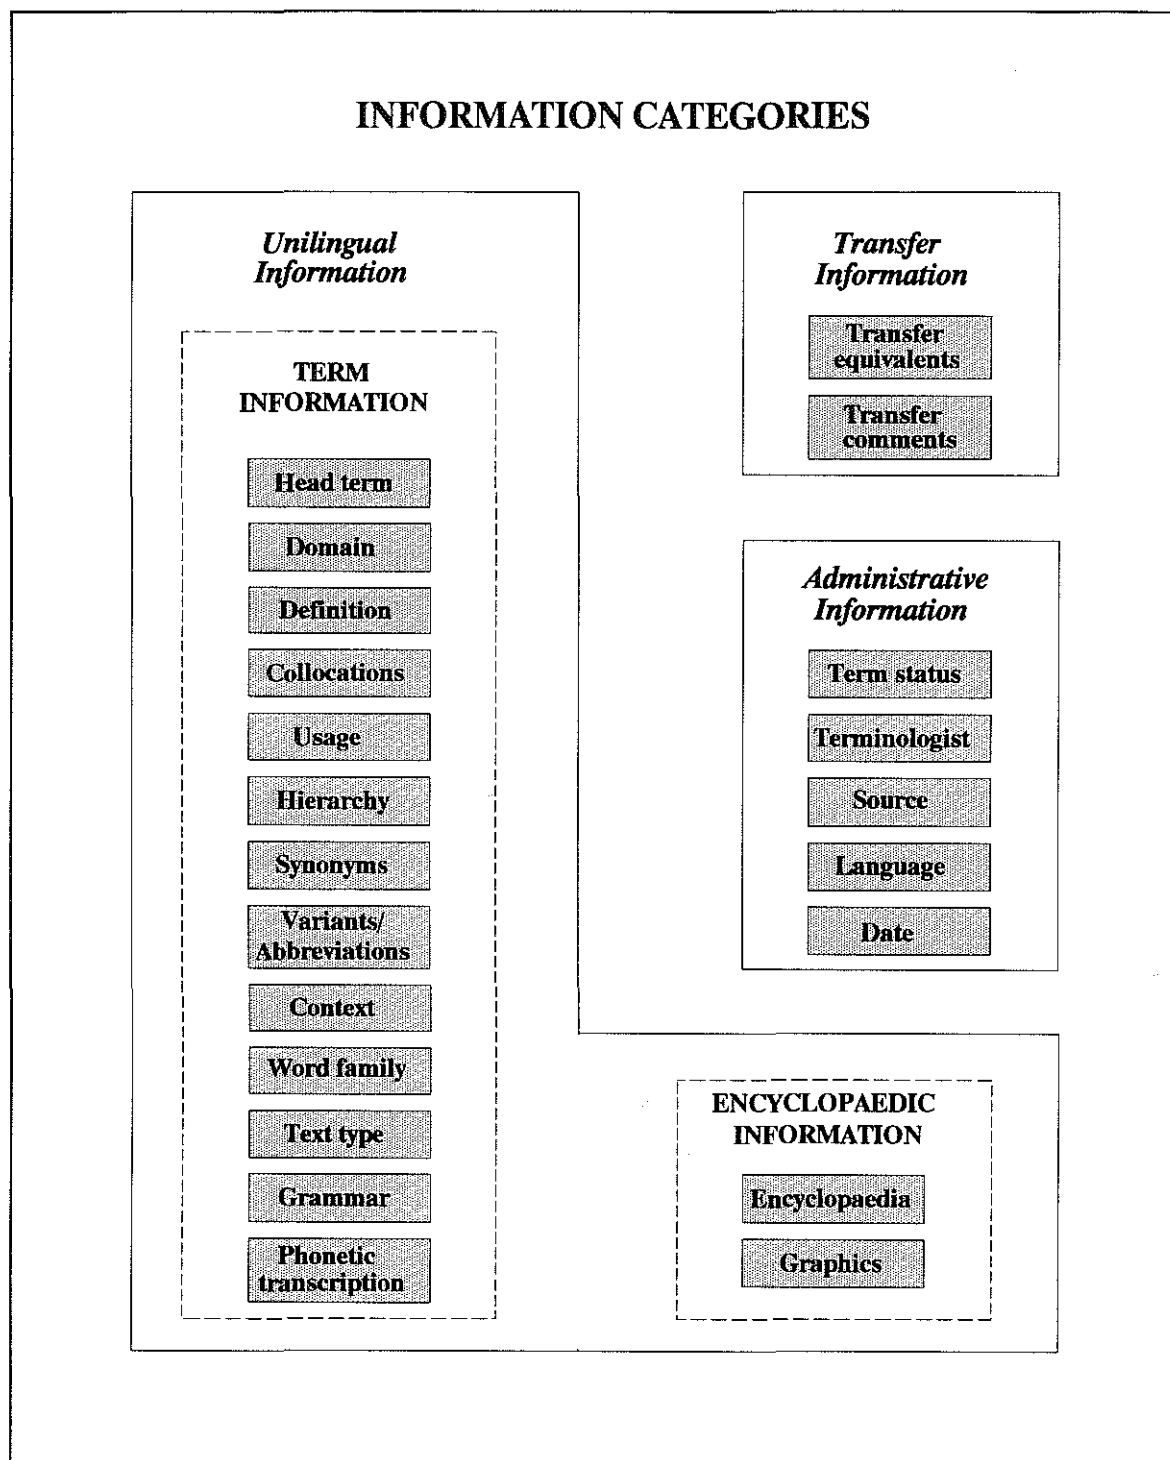 INFORMATION CATEGORIES
Unilingual
Information
TERM
INFORMATION
Head term
Domain
Definition
Collocations
Usage
Hierarchy
Synonyms
Variants/
Abbreviations
Context
Word family
Text type
Grammar
Phonetic
transcription
Transfer
Information
Transfer
equivalents
Transfer
comments
Administrative
Information
Term status
Terminologist
Source
Language
Date
ENCYCLOPAEDIC
INFORMATION
Encyclopaedia
Graphics